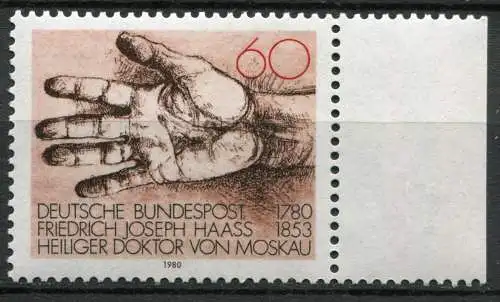 60
DEUTSCHE BUNDESPOST 1780
FRIEDRICH JOSEPH HAASS 1853
HEILIGER DOKTOR VON MOSKAU
1980